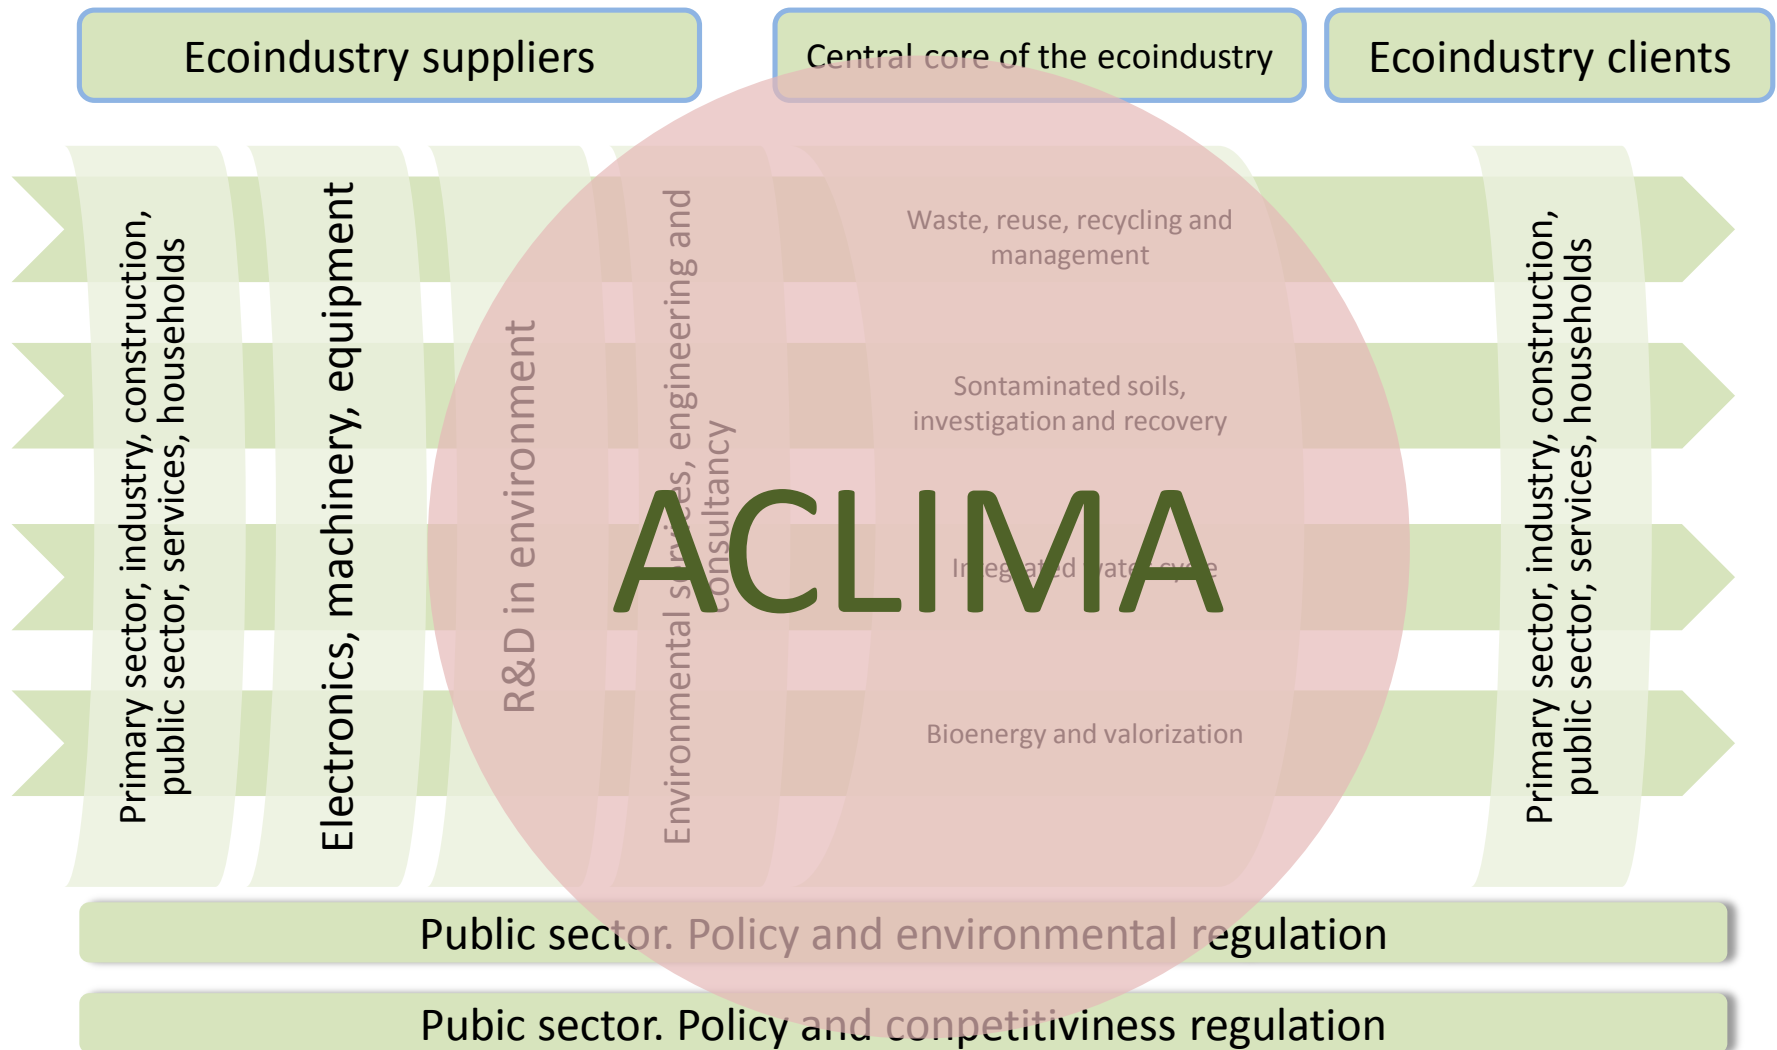 Ecoindustry suppliers
Central core of the ecoindustry
Ecoindustry clients
Primary sector, industry, construction,
public sector, services, households
Electronics, machinery, equipment
R&D in environment
Environmental services, engineering and
consultancy
Waste, reuse, recycling and
management
Sontaminated soils,
investigation and recovery
Integrated water cycle
Bioenergy and valorization
ACLIMA
Primary sector, industry, construction,
public sector, services, households
Public sector. Policy and environmental regulation
Pubic sector. Policy and conpetitiviness regulation